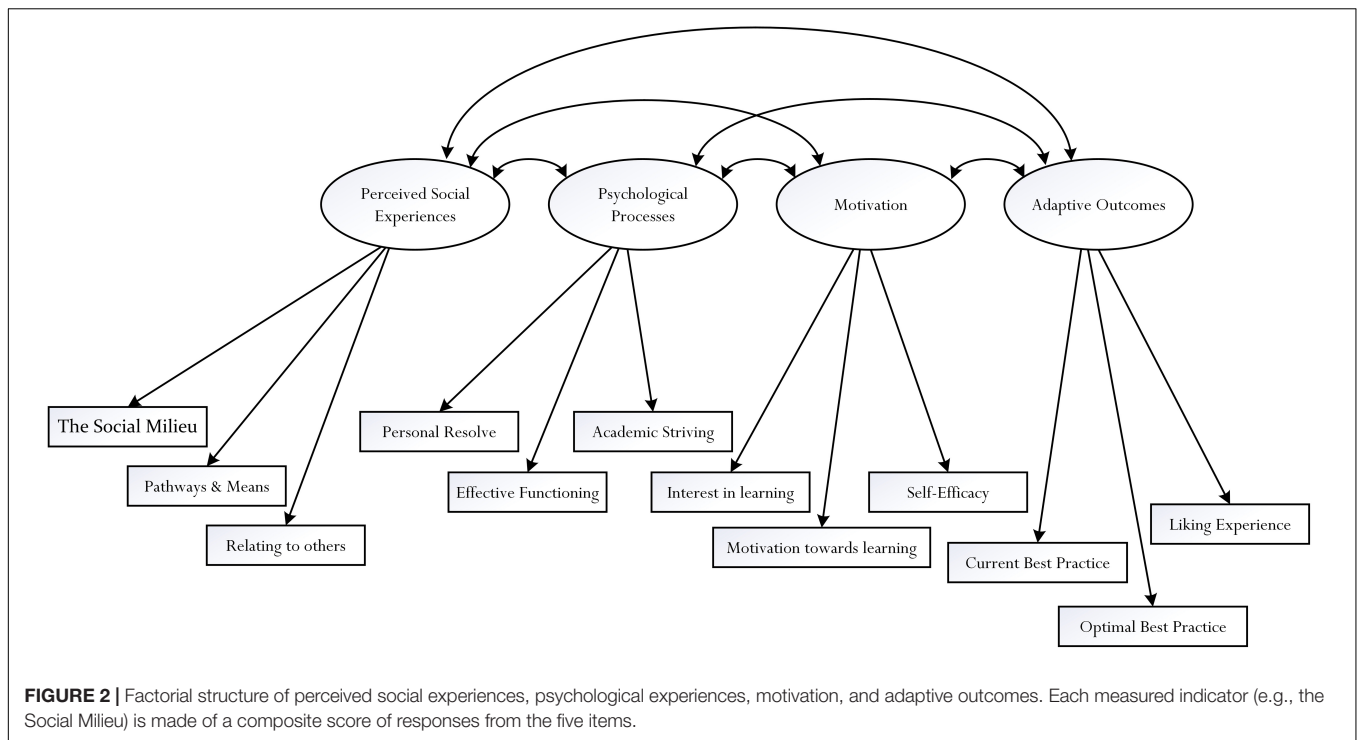 Perceived Social
Experiences
Psychological
Processes
Motivation
Adaptive Outcomes
The Social Milieu
Pathways & Means
Relating to others
Personal Resolve
Effective Functioning
Academic Striving
Interest in learning
Motivation towards learning
Self-Efficacy
Current Best Practice
Optimal Best Practice
Liking Experience
FIGURE 2 | Factorial structure of perceived social experiences, psychological experiences, motivation, and adaptive outcomes. Each measured indicator (e.g., the
Social Milieu) is made of a composite score of responses from the five items.